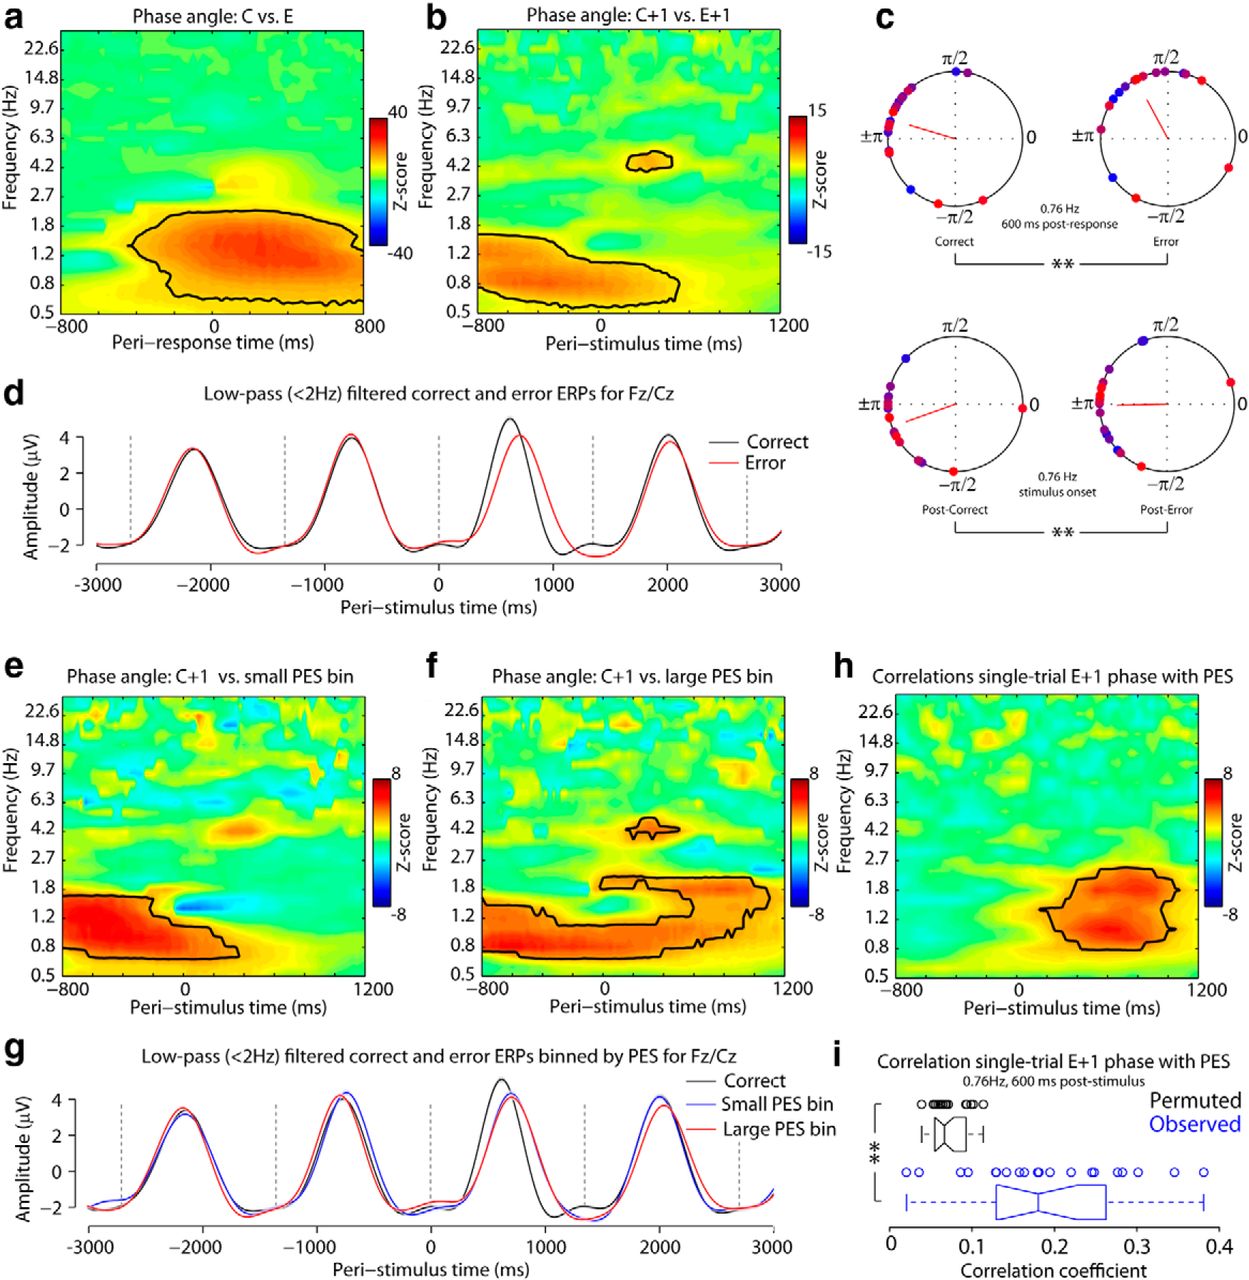 a
Phase angle: C vs. E
Frequency (Hz)
22.6
14.8
9.7
6.3
4.2
2.7
1.8
1.2
0.8
0.5
−800
0
800
Peri−response time (ms)
40
Z-score
-40
b
Phase angle: C+1 vs. E+1
Frequency (Hz)
22.6
14.8
9.7
6.3
4.2
2.7
1.8
1.2
0.8
0.5
−800
0
1200
Peri−stimulus time (ms)
15
Z-score
-15
c
π/2
±π
0
−π/2
Correct
π/2
±π
0
−π/2
Error
0.76 Hz
600 ms post-response
**
π/2
±π
0
−π/2
Post-Correct
π/2
±π
0
−π/2
Post-Error
0.76 Hz
stimulus onset
**
d
Low-pass (<2Hz) filtered correct and error ERPs for Fz/Cz
Amplitude (μV)
4
2
0
−2
Correct
Error
-3000
−2000
-1000
0
1000
2000
3000
Peri−stimulus time (ms)
e
Phase angle: C+1 vs. small PES bin
Frequency (Hz)
22.6
14.8
9.7
6.3
4.2
2.7
1.8
1.2
0.8
0.5
−800
0
1200
Peri−stimulus time (ms)
8
Z-score
-8
f
Phase angle: C+1 vs. large PES bin
Frequency (Hz)
22.6
14.8
9.7
6.3
4.2
2.7
1.8
1.2
0.8
0.5
−800
0
1200
Peri−stimulus time (ms)
8
Z-score
-8
h
Correlations single-trial E+1 phase with PES
Frequency (Hz)
22.6
14.8
9.7
6.3
4.2
2.7
1.8
1.2
0.8
0.5
−800
0
1200
Peri−stimulus time (ms)
8
Z-score
-8
g
Low-pass (<2Hz) filtered correct and error ERPs binned by PES for Fz/Cz
Amplitude (μV)
4
2
0
−2
Correct
Small PES bin
Large PES bin
-3000
−2000
-1000
0
1000
2000
3000
Peri−stimulus time (ms)
i
Correlation single-trial E+1 phase with PES
0.76Hz, 600 ms post-stimulus
Permuted
Observed
**
0
0.1
0.2
0.3
0.4
Correlation coefficient